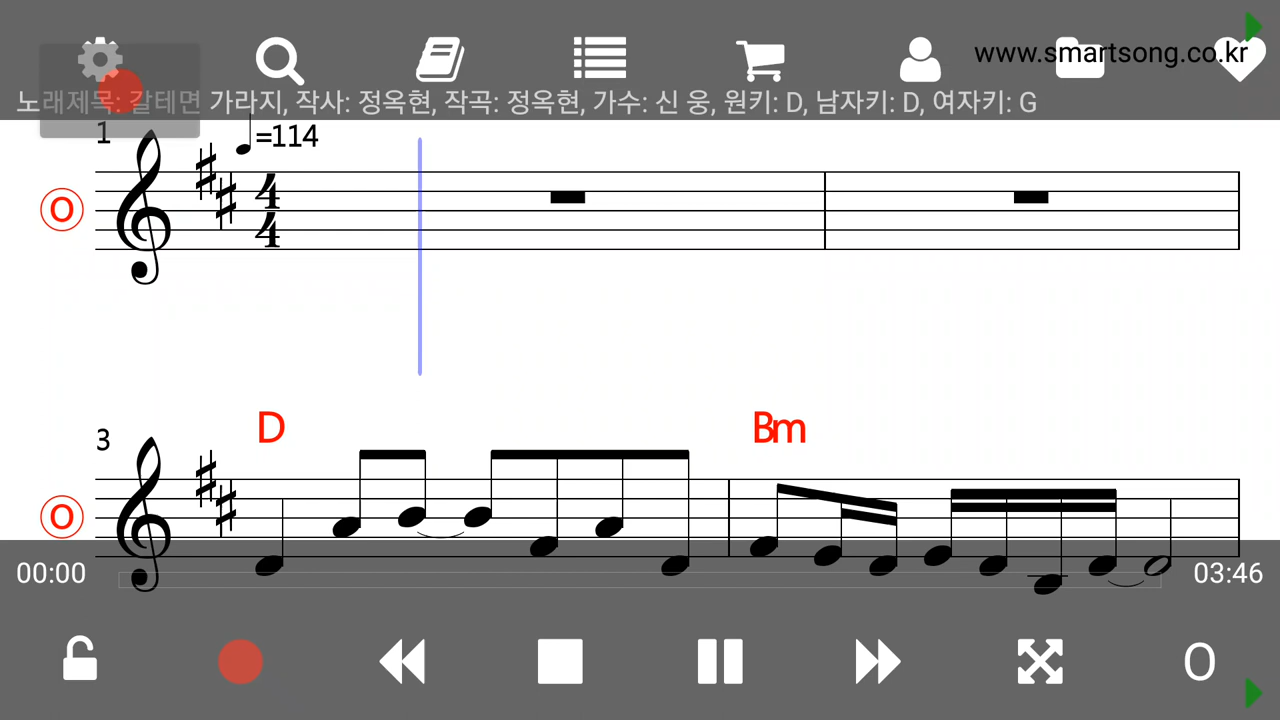 www.smartsong.co.kr
노래제목: 갈테면 가라지, 작사: 정옥현, 작곡: 정옥현, 가수: 신 웅, 원키: D, 남자키: D, 여자키: G
1
=114
O
4
4
D Bm
3
O
00:00 03:46
O